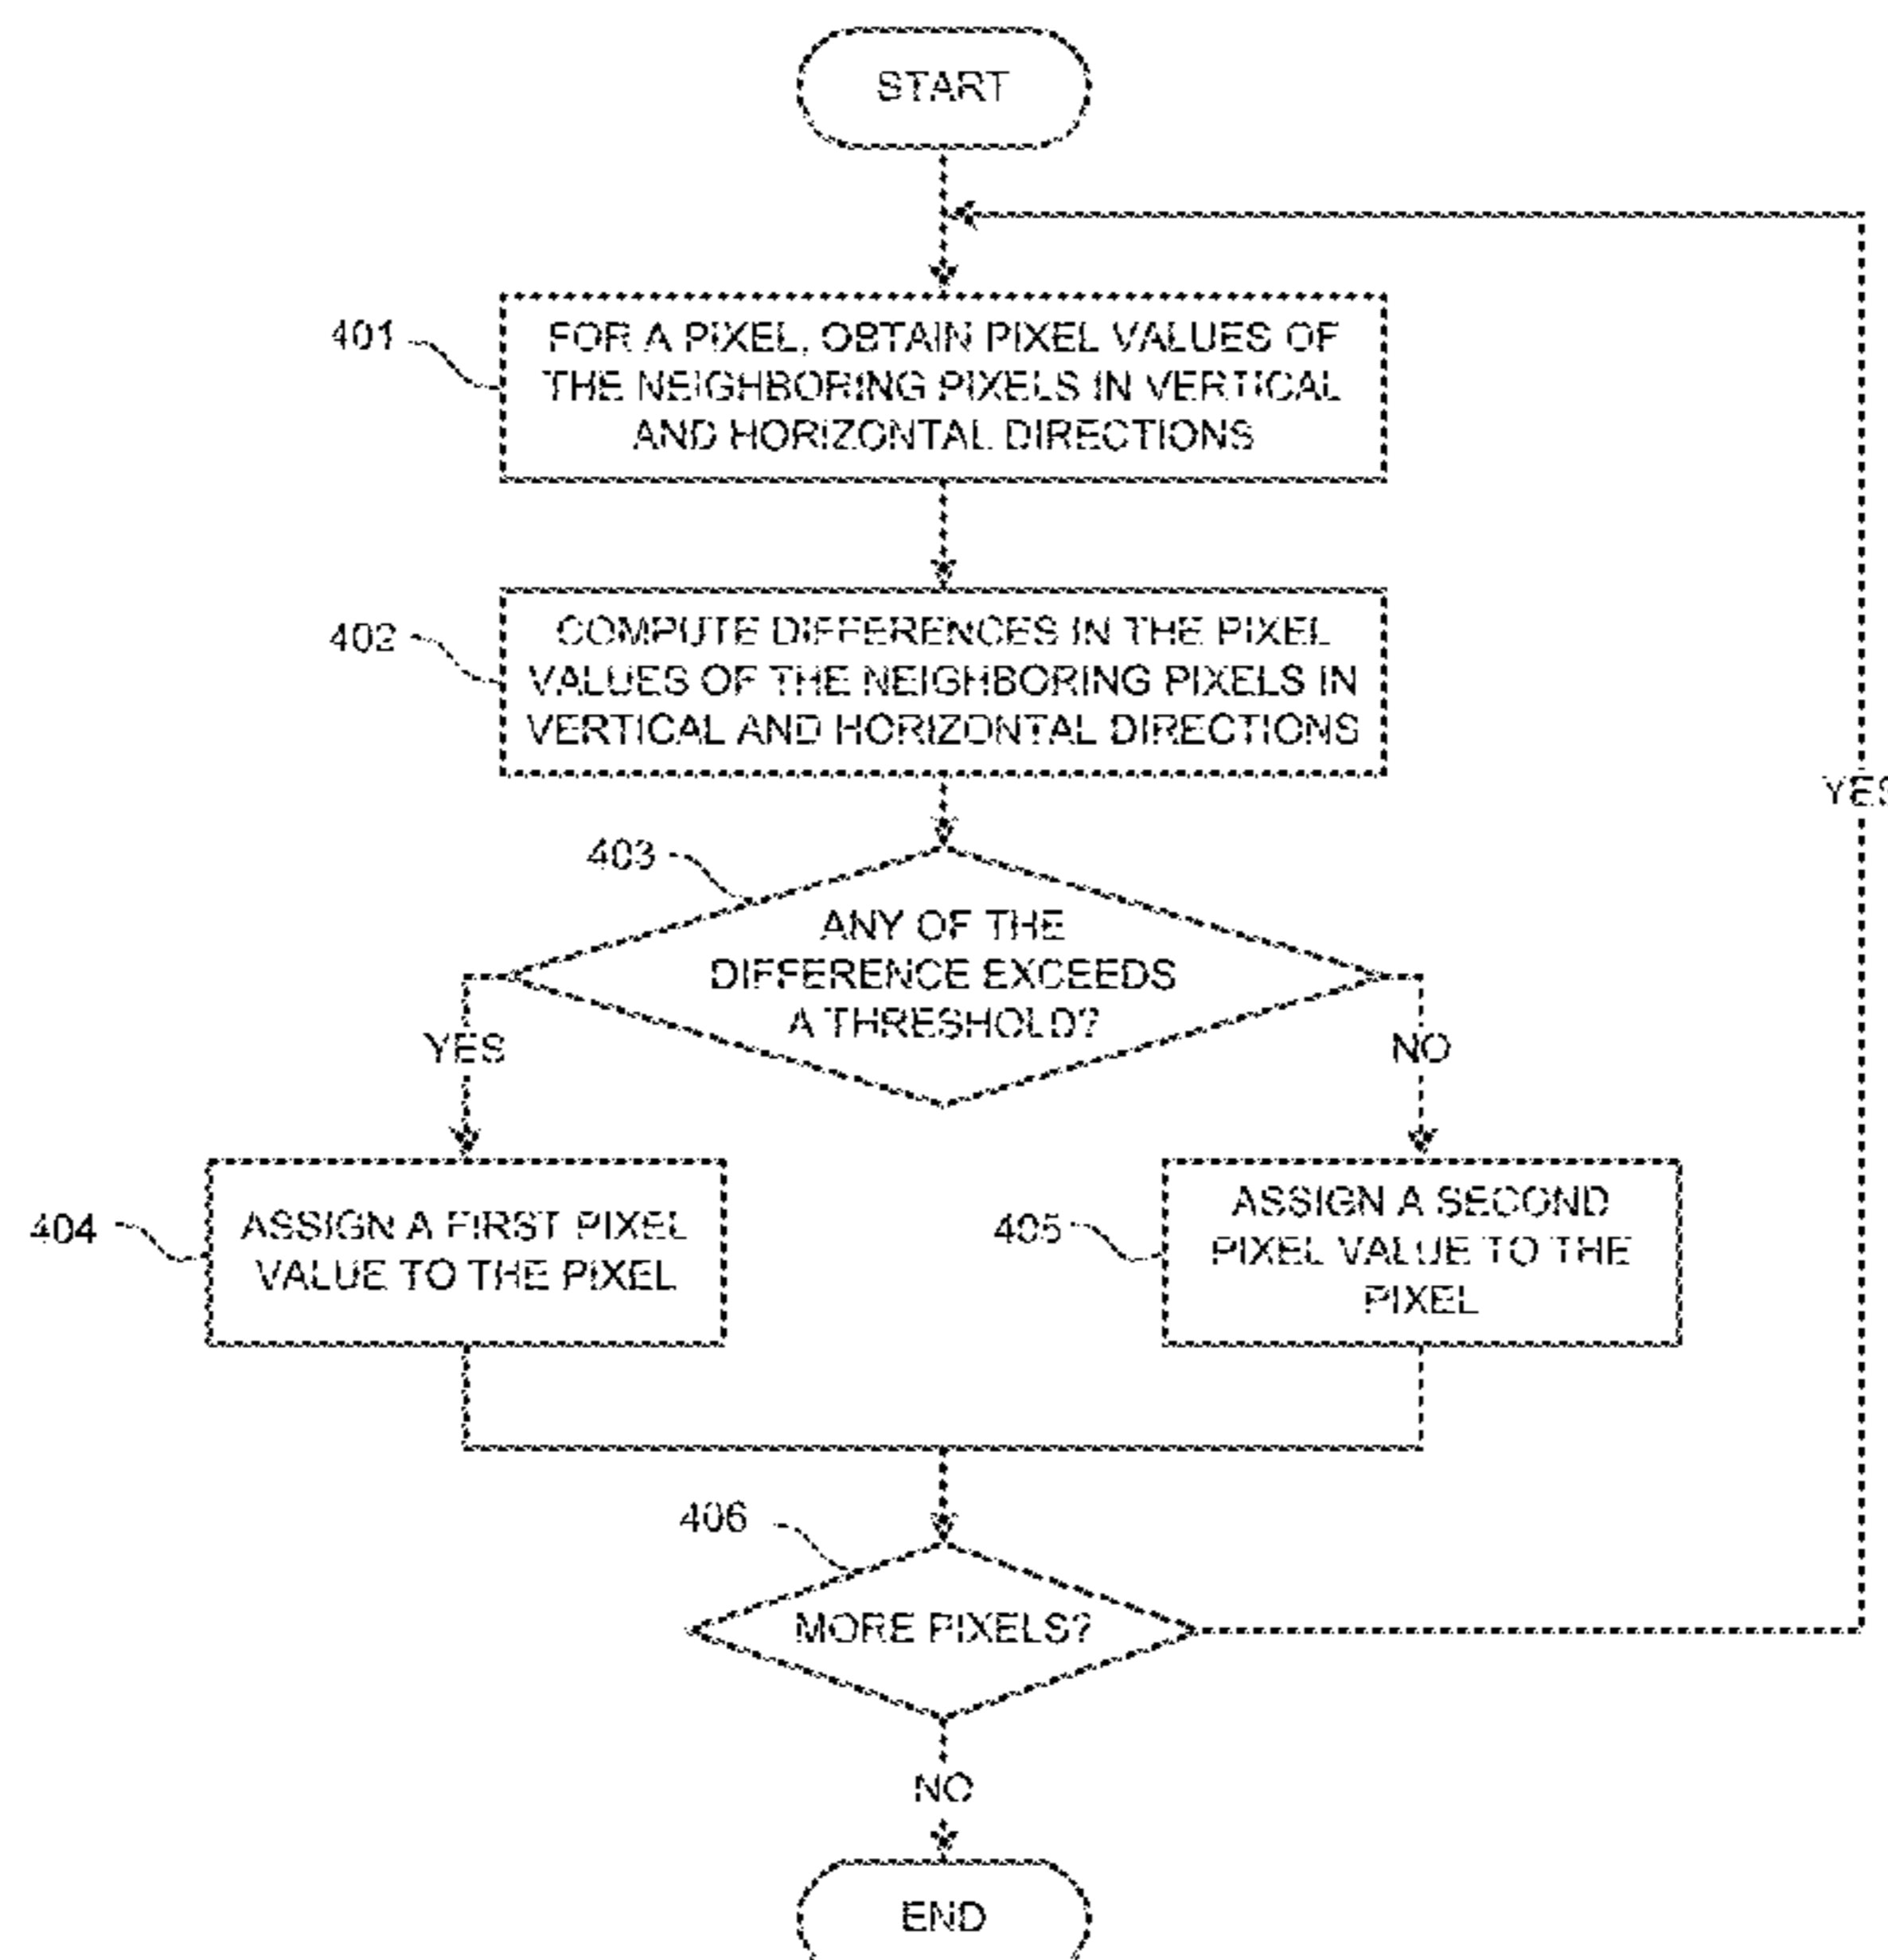 START
401
FOR A PIXEL, OBTAIN PIXEL VALUES OF
THE NEIGHBORING PIXELS IN VERTICAL
AND HORIZONTAL DIRECTIONS
402
COMPUTE DIFFERENCES IN THE PIXEL
VALUES OF THE NEIGHBORING PIXELS IN
VERTICAL AND HORIZONTAL DIRECTIONS
YES
403
ANY OF THE
DIFFERENCE EXCEEDS
A THRESHOLD?
YES
NO
404
ASSIGN A FIRST PIXEL
VALUE TO THE PIXEL
405
ASSIGN A SECOND
PIXEL VALUE TO THE
PIXEL
406
MORE PIXELS?
NO
END